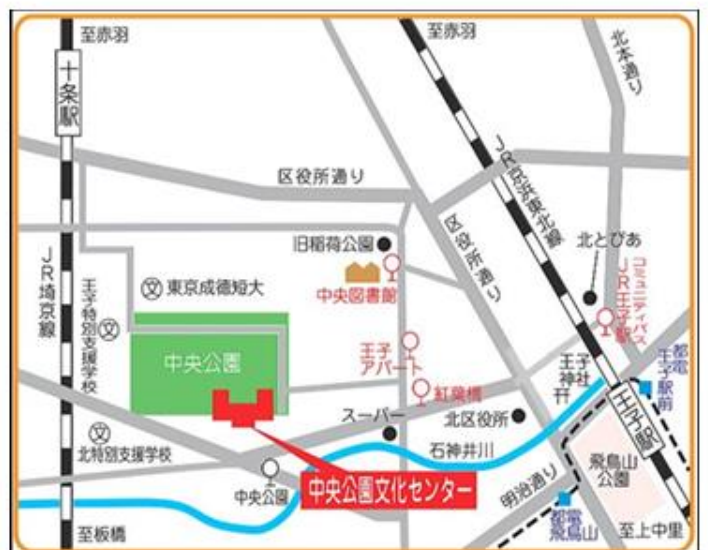 至赤羽
至赤羽
北本通り
十条駅
JR京浜東北線
区役所通り
区役所通り
旧稲荷公園
北とぴあ
中央図書館
コミュニティバス
JR王子駅
JR埼京線
王子特別支援学校
文
東京成徳短大
文
中央公園
王子
アパート
王子
神社
都電
王子駅前
紅葉橋
王子駅
スーパー
北区役所
文
北特別支援学校
石神井川
飛鳥山
公園
中央公園
中央公園文化センター
明治通り
都電
飛鳥山
至板橋
至上中里